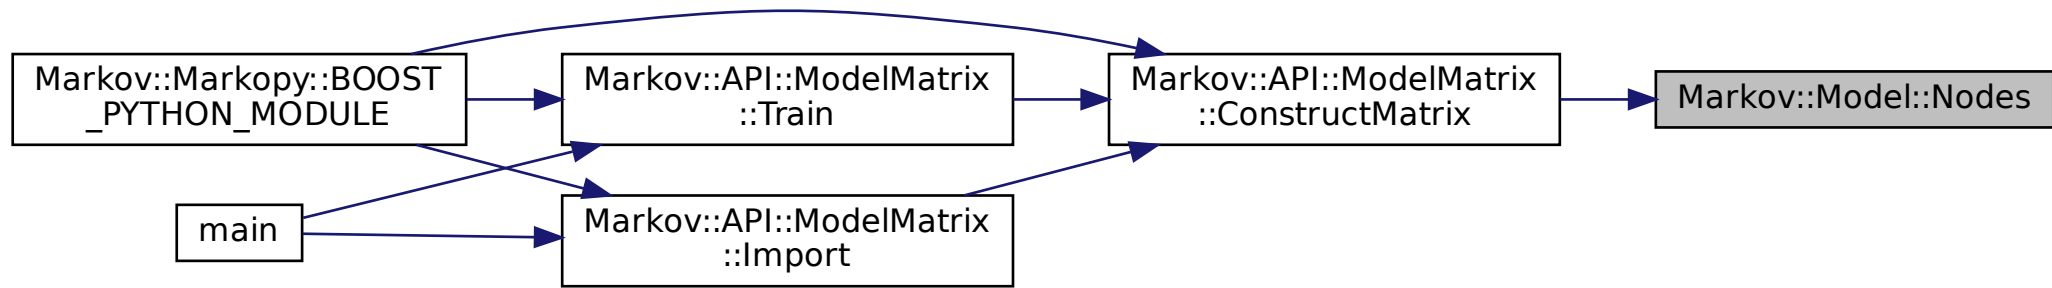 Markov::Markopy::BOOST
_PYTHON_MODULE
Markov::API::ModelMatrix
::Train
Markov::API::ModelMatrix
::ConstructMatrix
Markov::Model::Nodes
main
Markov::API::ModelMatrix
::Import